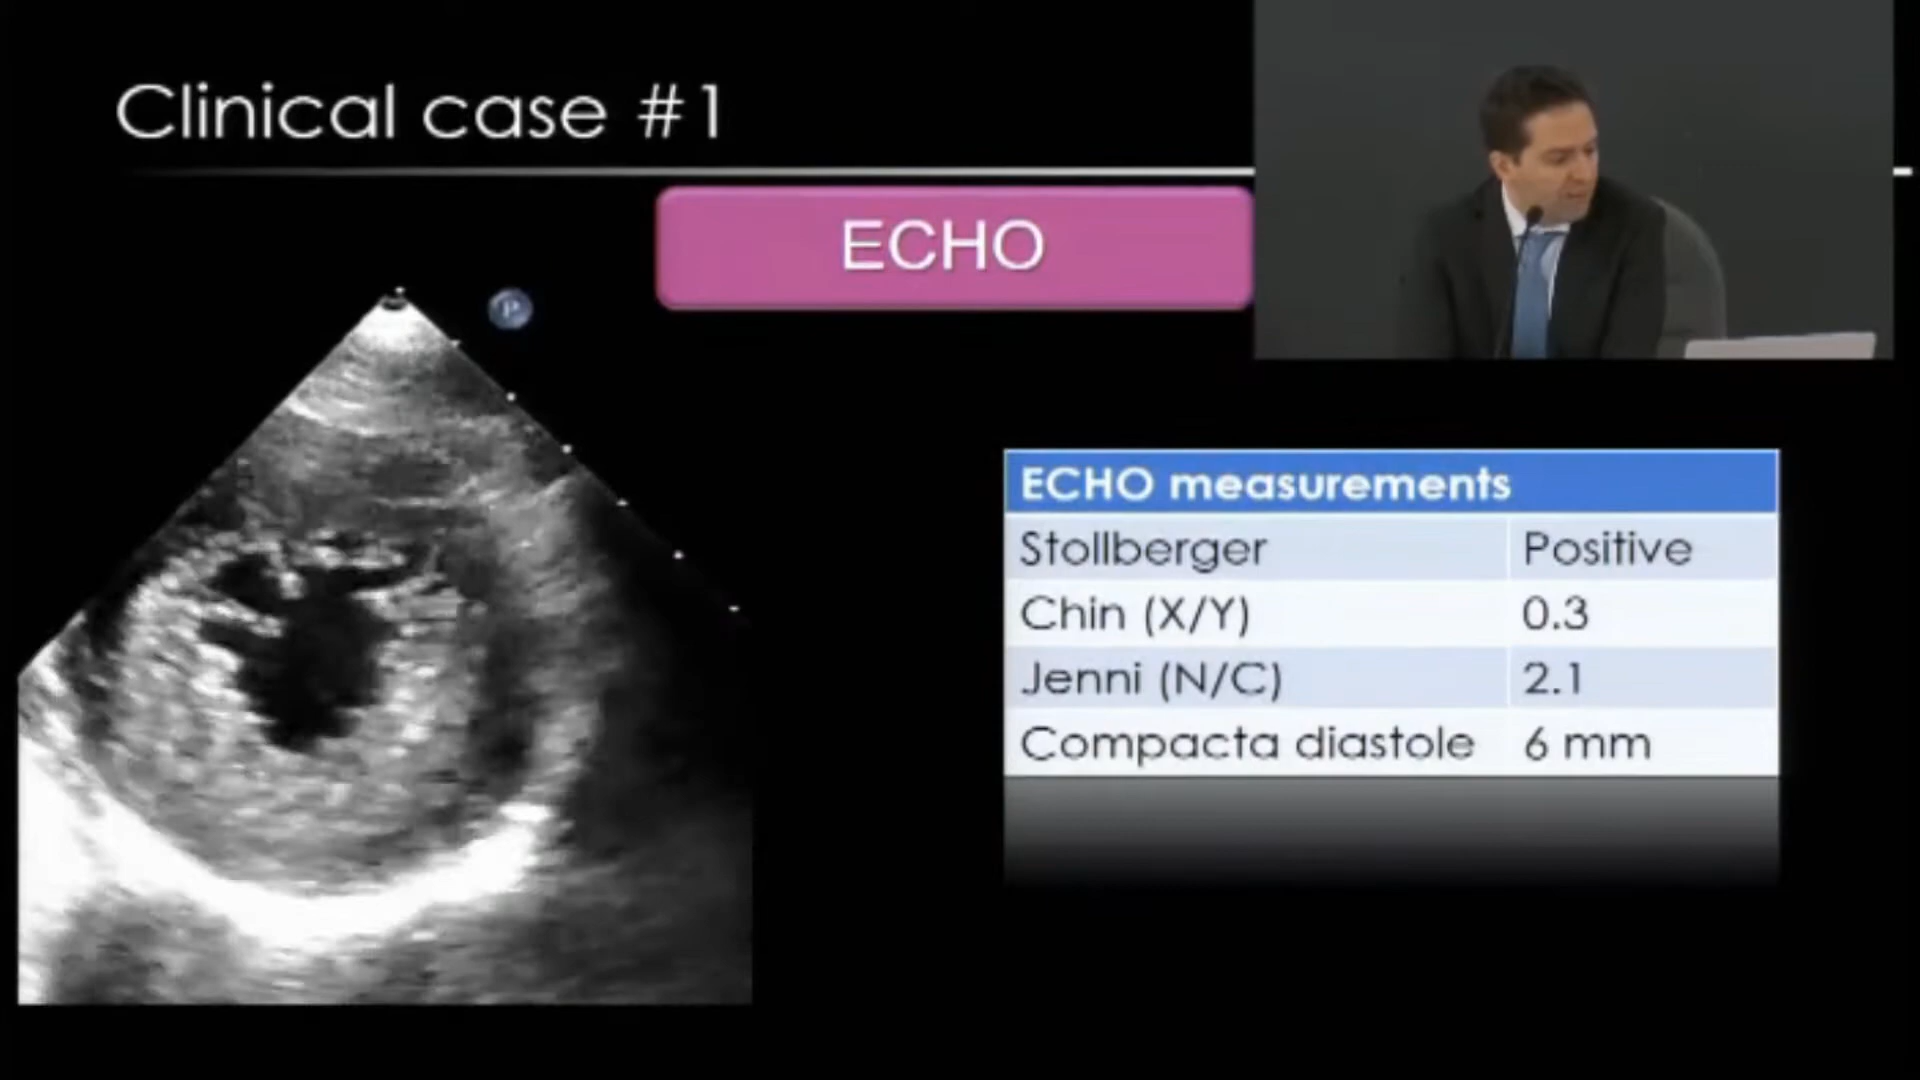 Clinical case #1
ECHO
P
ECHO measurements
Stollberger Positive
Chin (X/Y) 0.3
Jenni (N/C) 2.1
Compacta diastole 6 mm